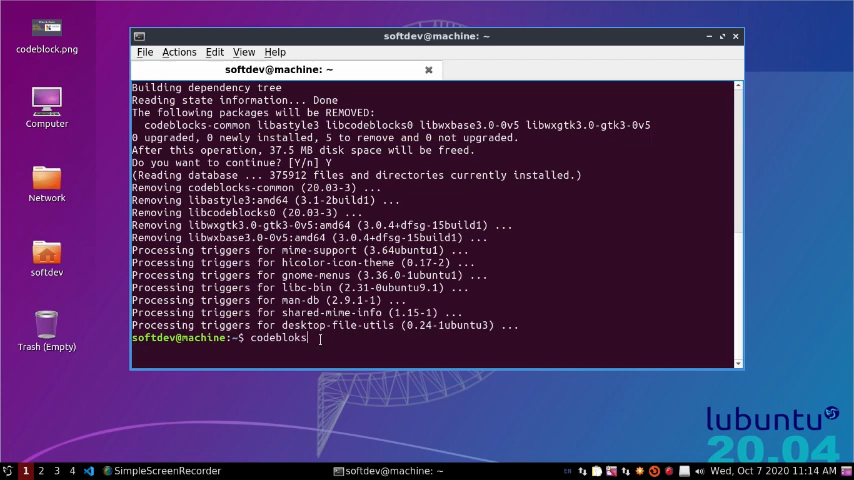 codeblock.png
Computer
Network
softdev
Trash (Empty)
softdev@machine: ~
File Actions Edit View Help
softdev@machine: ~
Building dependency tree
Reading state information... Done
The following packages will be REMOVED:
codeblocks-common libastyle3 libcodeblocks0 libwxbase3.0-0v5 libwxgtk3.0-gtk3-0v5
0 upgraded, 0 newly installed, 5 to remove and 0 not upgraded.
After this operation, 37.5 MB disk space will be freed.
Do you want to continue? [Y/n] Y
(Reading database ... 375912 files and directories currently installed.)
Removing codeblocks-common (20.03-3) ...
Removing libastyle3:amd64 (3.1-2build1) ...
Removing libcodeblocks0 (20.03-3) ...
Removing libwxgtk3.0-gtk3-0v5:amd64 (3.0.4+dfsg-15build1) ...
Removing libwxbase3.0-0v5:amd64 (3.0.4+dfsg-15build1) ...
Processing triggers for mime-support (3.64ubuntu1) ...
Processing triggers for hicolor-icon-theme (0.17-2) ...
Processing triggers for gnome-menus (3.36.0-1ubuntu1) ...
Processing triggers for libc-bin (2.31-0ubuntu9.1) ...
Processing triggers for man-db (2.9.1-1) ...
Processing triggers for shared-mime-info (1.15-1) ...
Processing triggers for desktop-file-utils (0.24-1ubuntu3) ...
softdev@machine:~$ codebloks
lubuntu
20.04
1 2 3 4 SimpleScreenRecorder softdev@machine: ~ EN Wed, Oct 7 2020 11:14 AM